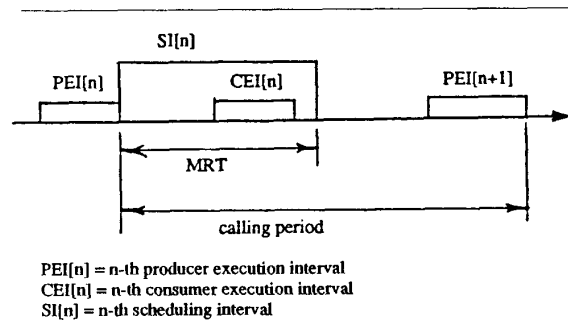 SI[n]
PEI[n]
CEI[n]
PEI[n+1]
MRT
calling period
PEI[n] = n-th producer execution interval
CEI[n] = n-th consumer execution interval
SI[n] = n-th scheduling interval